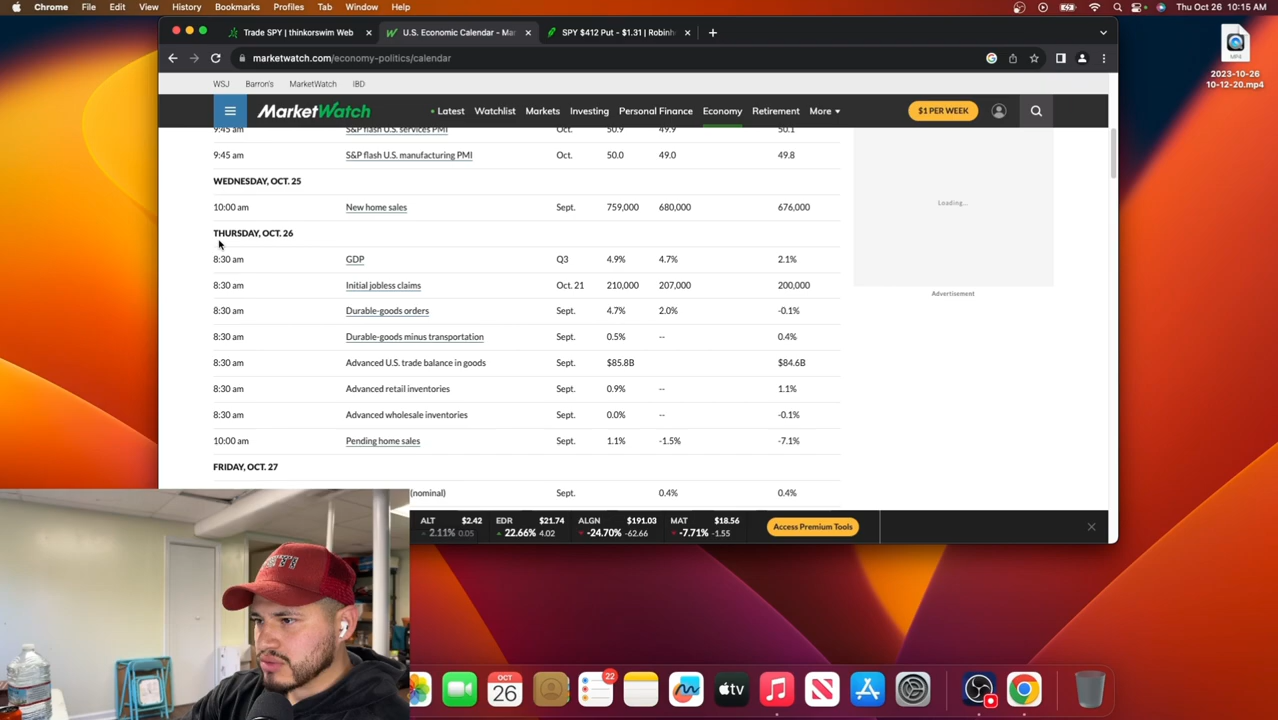 Chrome File Edit View History Bookmarks Profiles Tab Window Help Thu Oct 26 10:15 AM
Trade SPY | thinkorswim Web U.S. Economic Calendar - Mar SPY $412 Put - $1.31 | Robinh
marketwatch.com/economy-politics/calendar
WSJ Barron's MarketWatch IBD
MarketWatch Latest Watchlist Markets Investing Personal Finance Economy Retirement More $1 PER WEEK
9:45 am S&P flash U.S. services PMI Oct. 50.9 49.9 50.1
9:45 am S&P flash U.S. manufacturing PMI Oct. 50.0 49.0 49.8
WEDNESDAY, OCT. 25
10:00 am New home sales Sept. 759,000 680,000 676,000
THURSDAY, OCT. 26
8:30 am GDP Q3 4.9% 4.7% 2.1%
8:30 am Initial jobless claims Oct. 21 210,000 207,000 200,000
8:30 am Durable-goods orders Sept. 4.7% 2.0% -0.1%
8:30 am Durable-goods minus transportation Sept. 0.5% -- 0.4%
8:30 am Advanced U.S. trade balance in goods Sept. $85.8B $84.6B
8:30 am Advanced retail inventories Sept. 0.9% -- 1.1%
8:30 am Advanced wholesale inventories Sept. 0.0% -- -0.1%
10:00 am Pending home sales Sept. 1.1% -1.5% -7.1%
FRIDAY, OCT. 27
(nominal) Sept. 0.4% 0.4%
Loading...
Advertisement
ALT $2.42 EDR $21.74 ALGN $191.03 MAT $18.56
2.11% 0.05 22.66% 4.02 -24.70% -62.66 -7.71% -1.55
Access Premium Tools
MP4
2023-10-26
10-12-20.mp4
OCT
26
22
tv